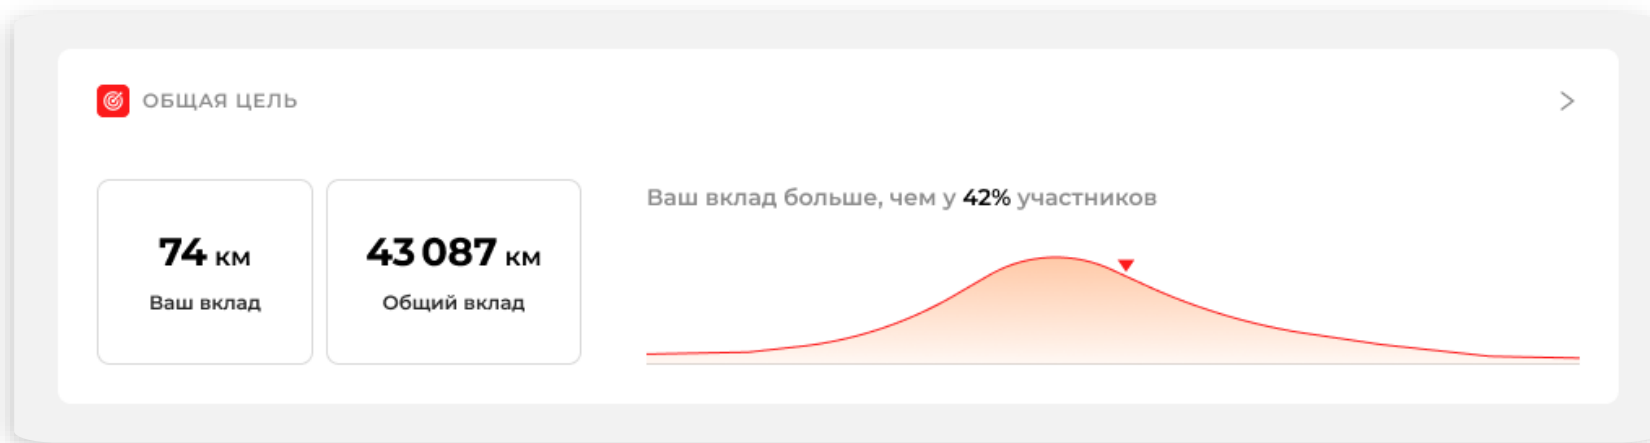 ОБЩАЯ ЦЕЛЬ
74 км
Ваш вклад
43 087 км
Общий вклад
Ваш вклад больше, чем у 42% участников